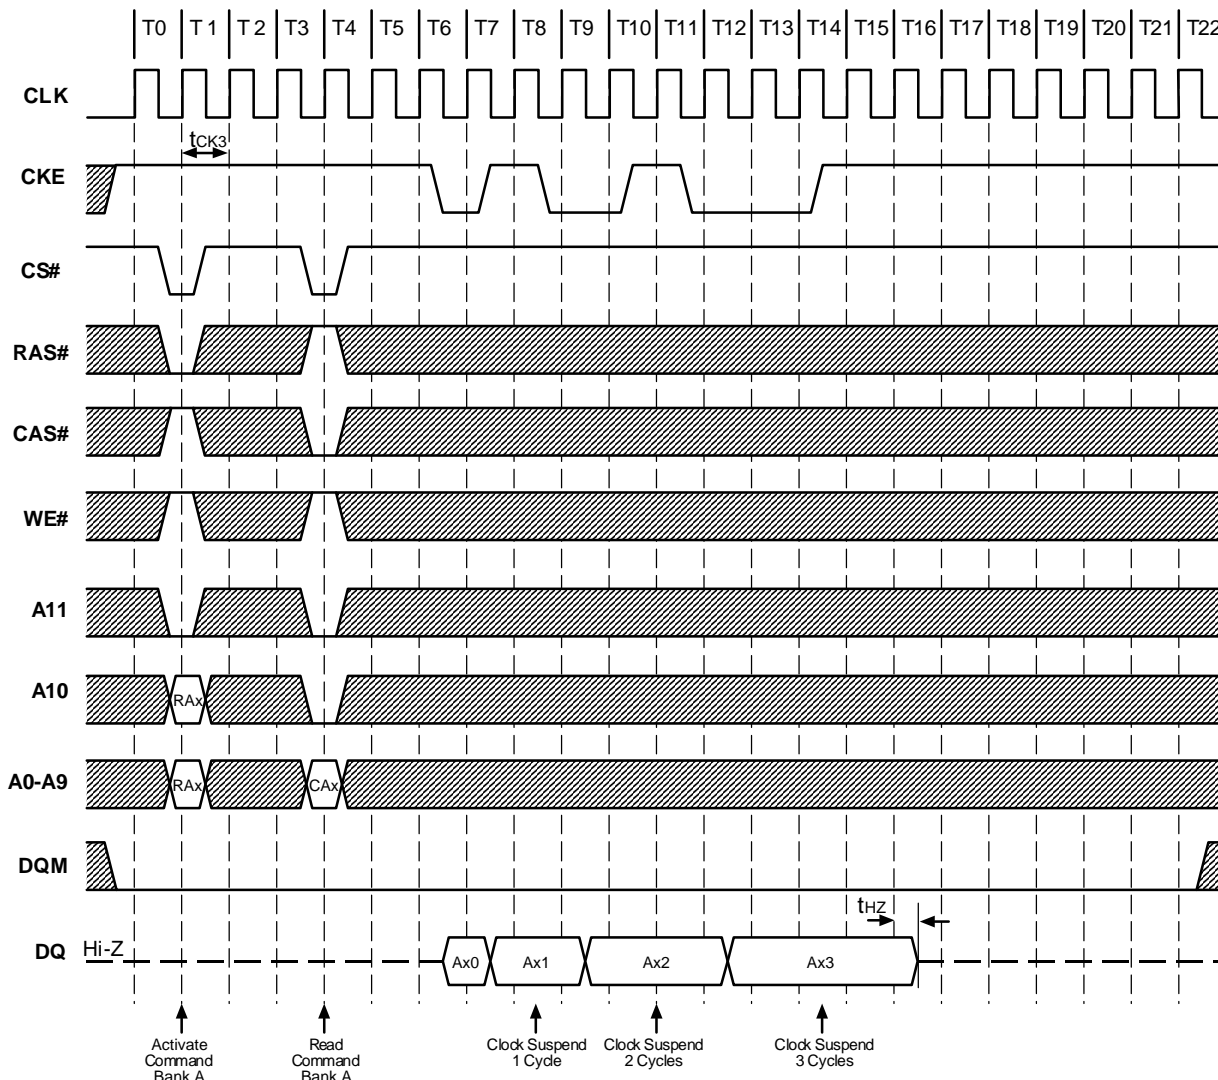 T0 T 1 T 2 T3 T4 T5 T6 T7 T8 T9 T10 T11 T12 T13 T14 T15 T16 T17 T18 T19 T20 T21 T22
CLK
tCK3
CKE
CS#
RAS#
CAS#
WE#
A11
A10
RAx
A0-A9
RAx
CAx
DQM
tHZ
DQ
Hi-Z
Ax0
Ax1
Ax2
Ax3
Activate
Command
Bank A
Read
Command
Bank A
Clock Suspend
1 Cycle
Clock Suspend
2 Cycles
Clock Suspend
3 Cycles